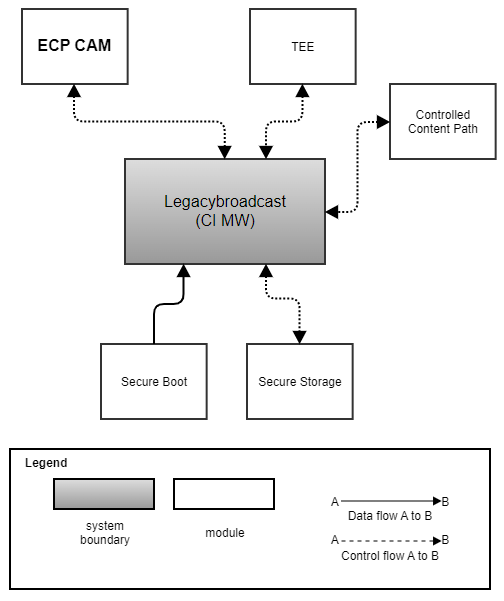 ECP CAM
TEE
Controlled
Content Path
Legacybroadcast
(CI MW)
Secure Boot
Secure Storage
Legend
system
boundary
module
A B
Data flow A to B
A B
Control flow A to B